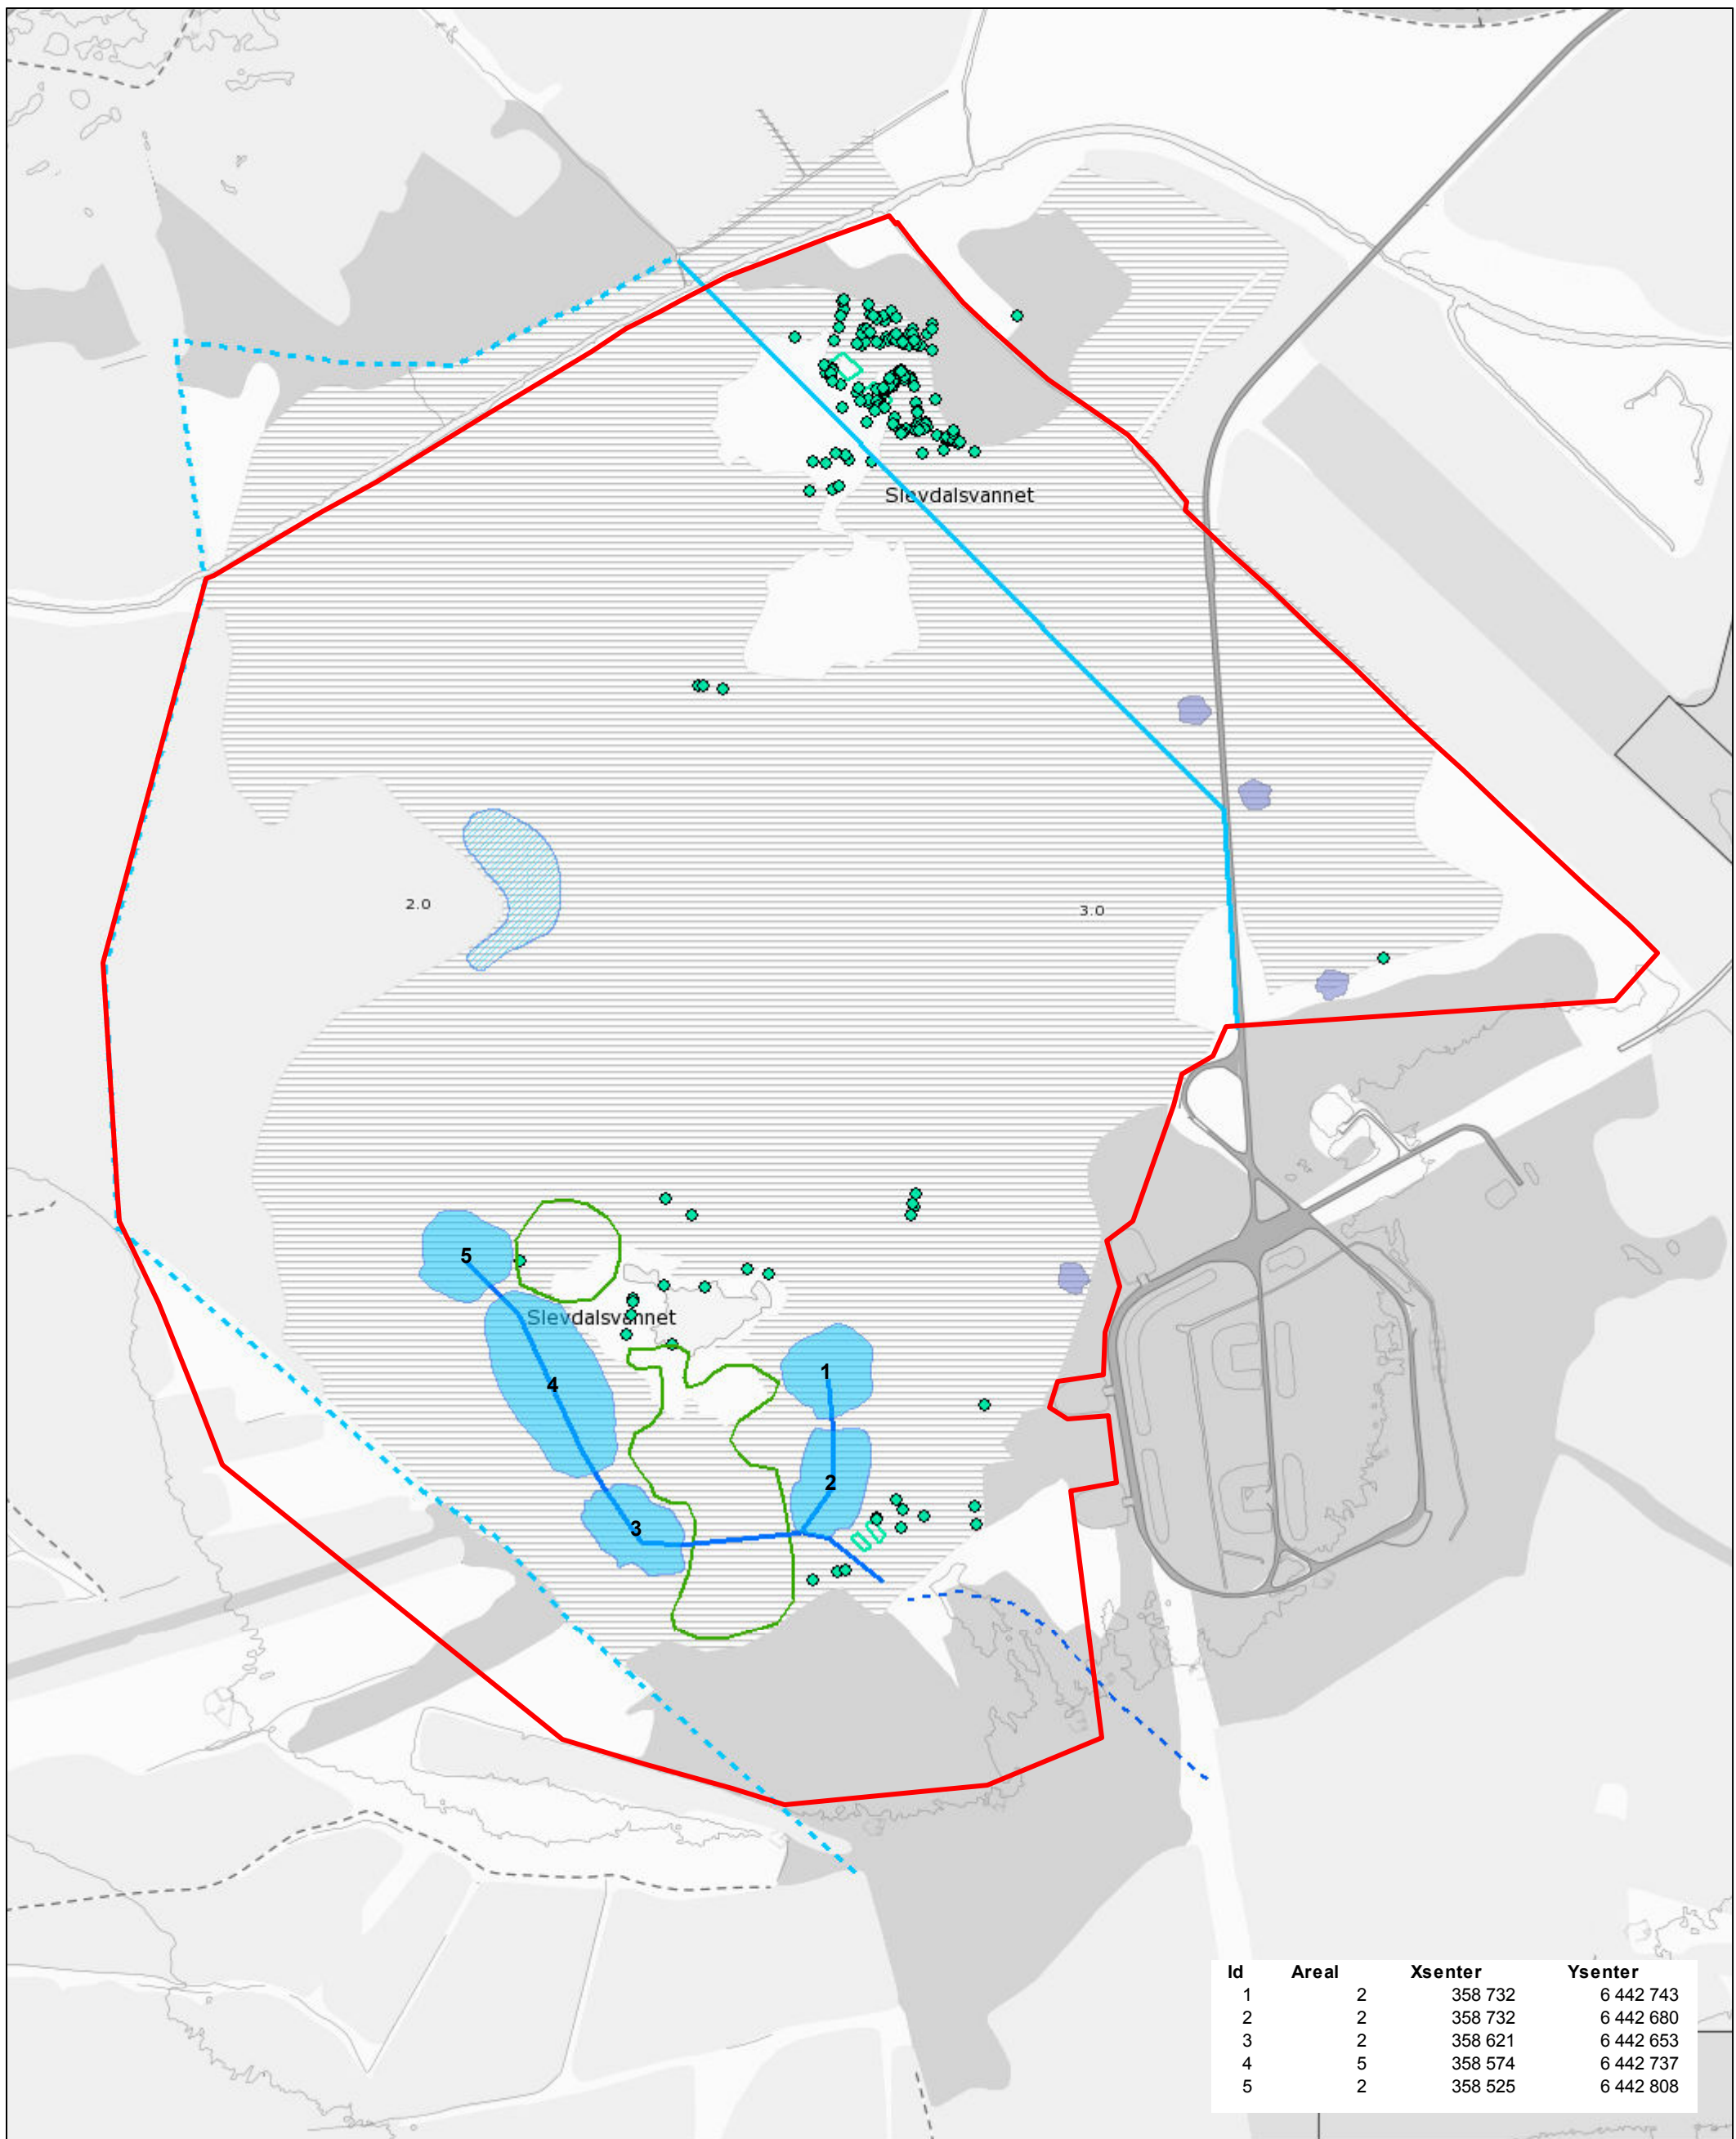 Slevdalsvannet
2.0
3.0
5
Slevdalsvannet
4
1
2
3
Id Areal Xsenter Ysenter
1 2 358 732 6 442 743
2 2 358 732 6 442 680
3 2 358 621 6 442 653
4 5 358 574 6 442 737
5 2 358 525 6 442 808